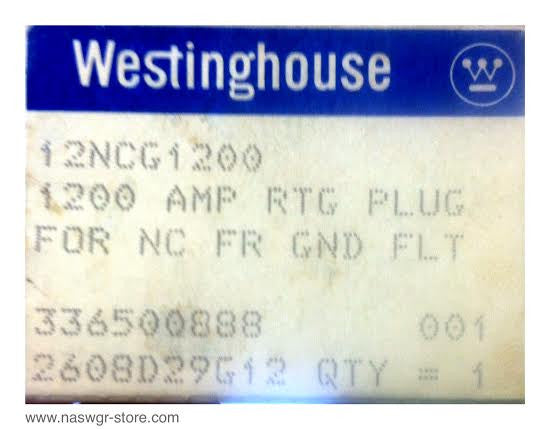 Westinghouse
12NCG1200
1200 AMP RTG PLUG
FOR NC FR GND FLT
336500888 001
2608D29G12 QTY = 1
www.naswgr-store.com